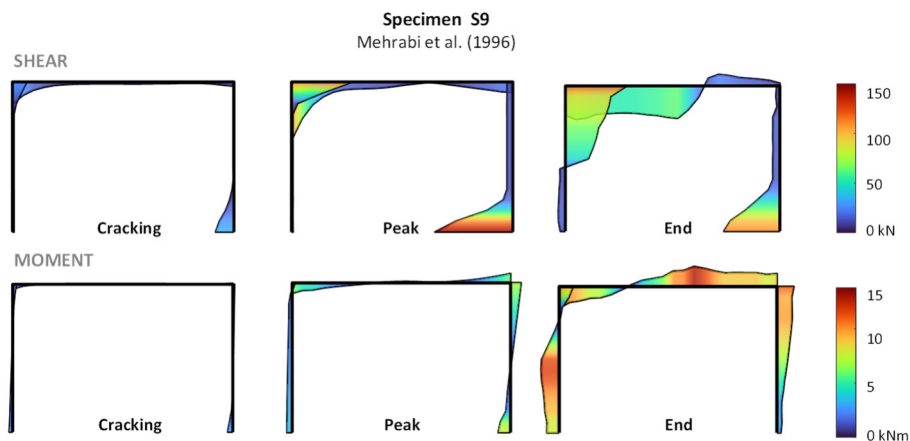 Specimen S9
Mehrabi et al. (1996)
SHEAR
Cracking
Peak
End
150
100
50
0 kN
MOMENT
Cracking
Peak
End
15
10
5
0 kNm